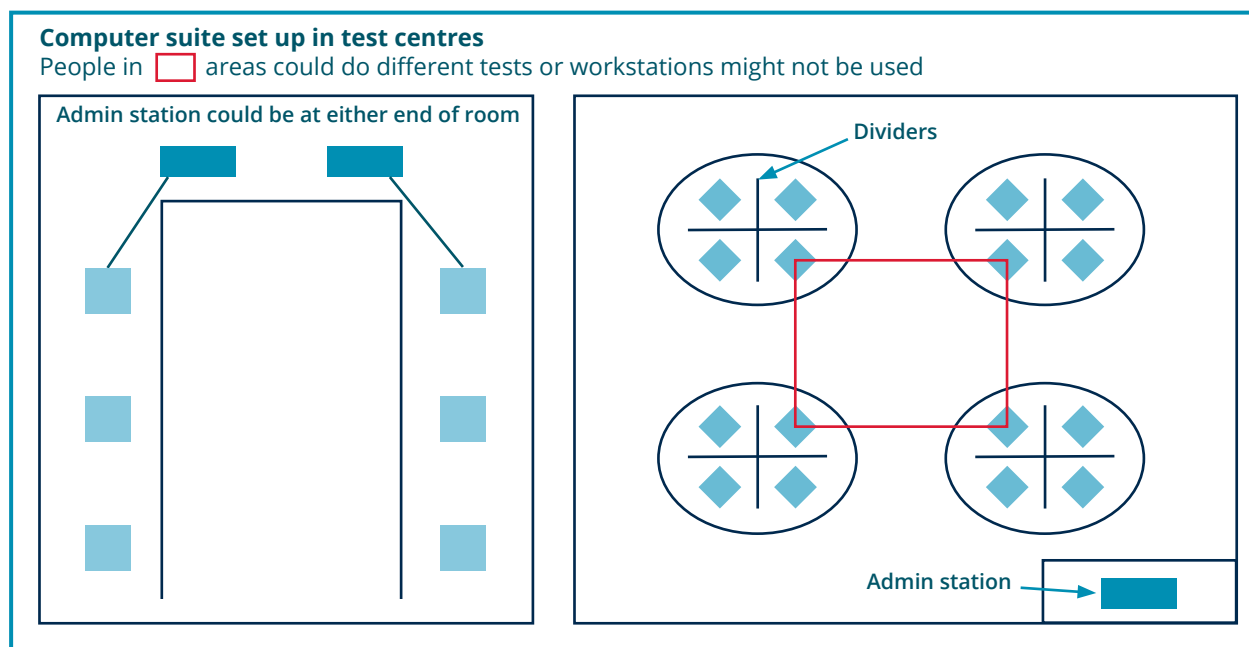 Computer suite set up in test centres
People in areas could do different tests or workstations might not be used
Admin station could be at either end of room
Dividers
Admin station